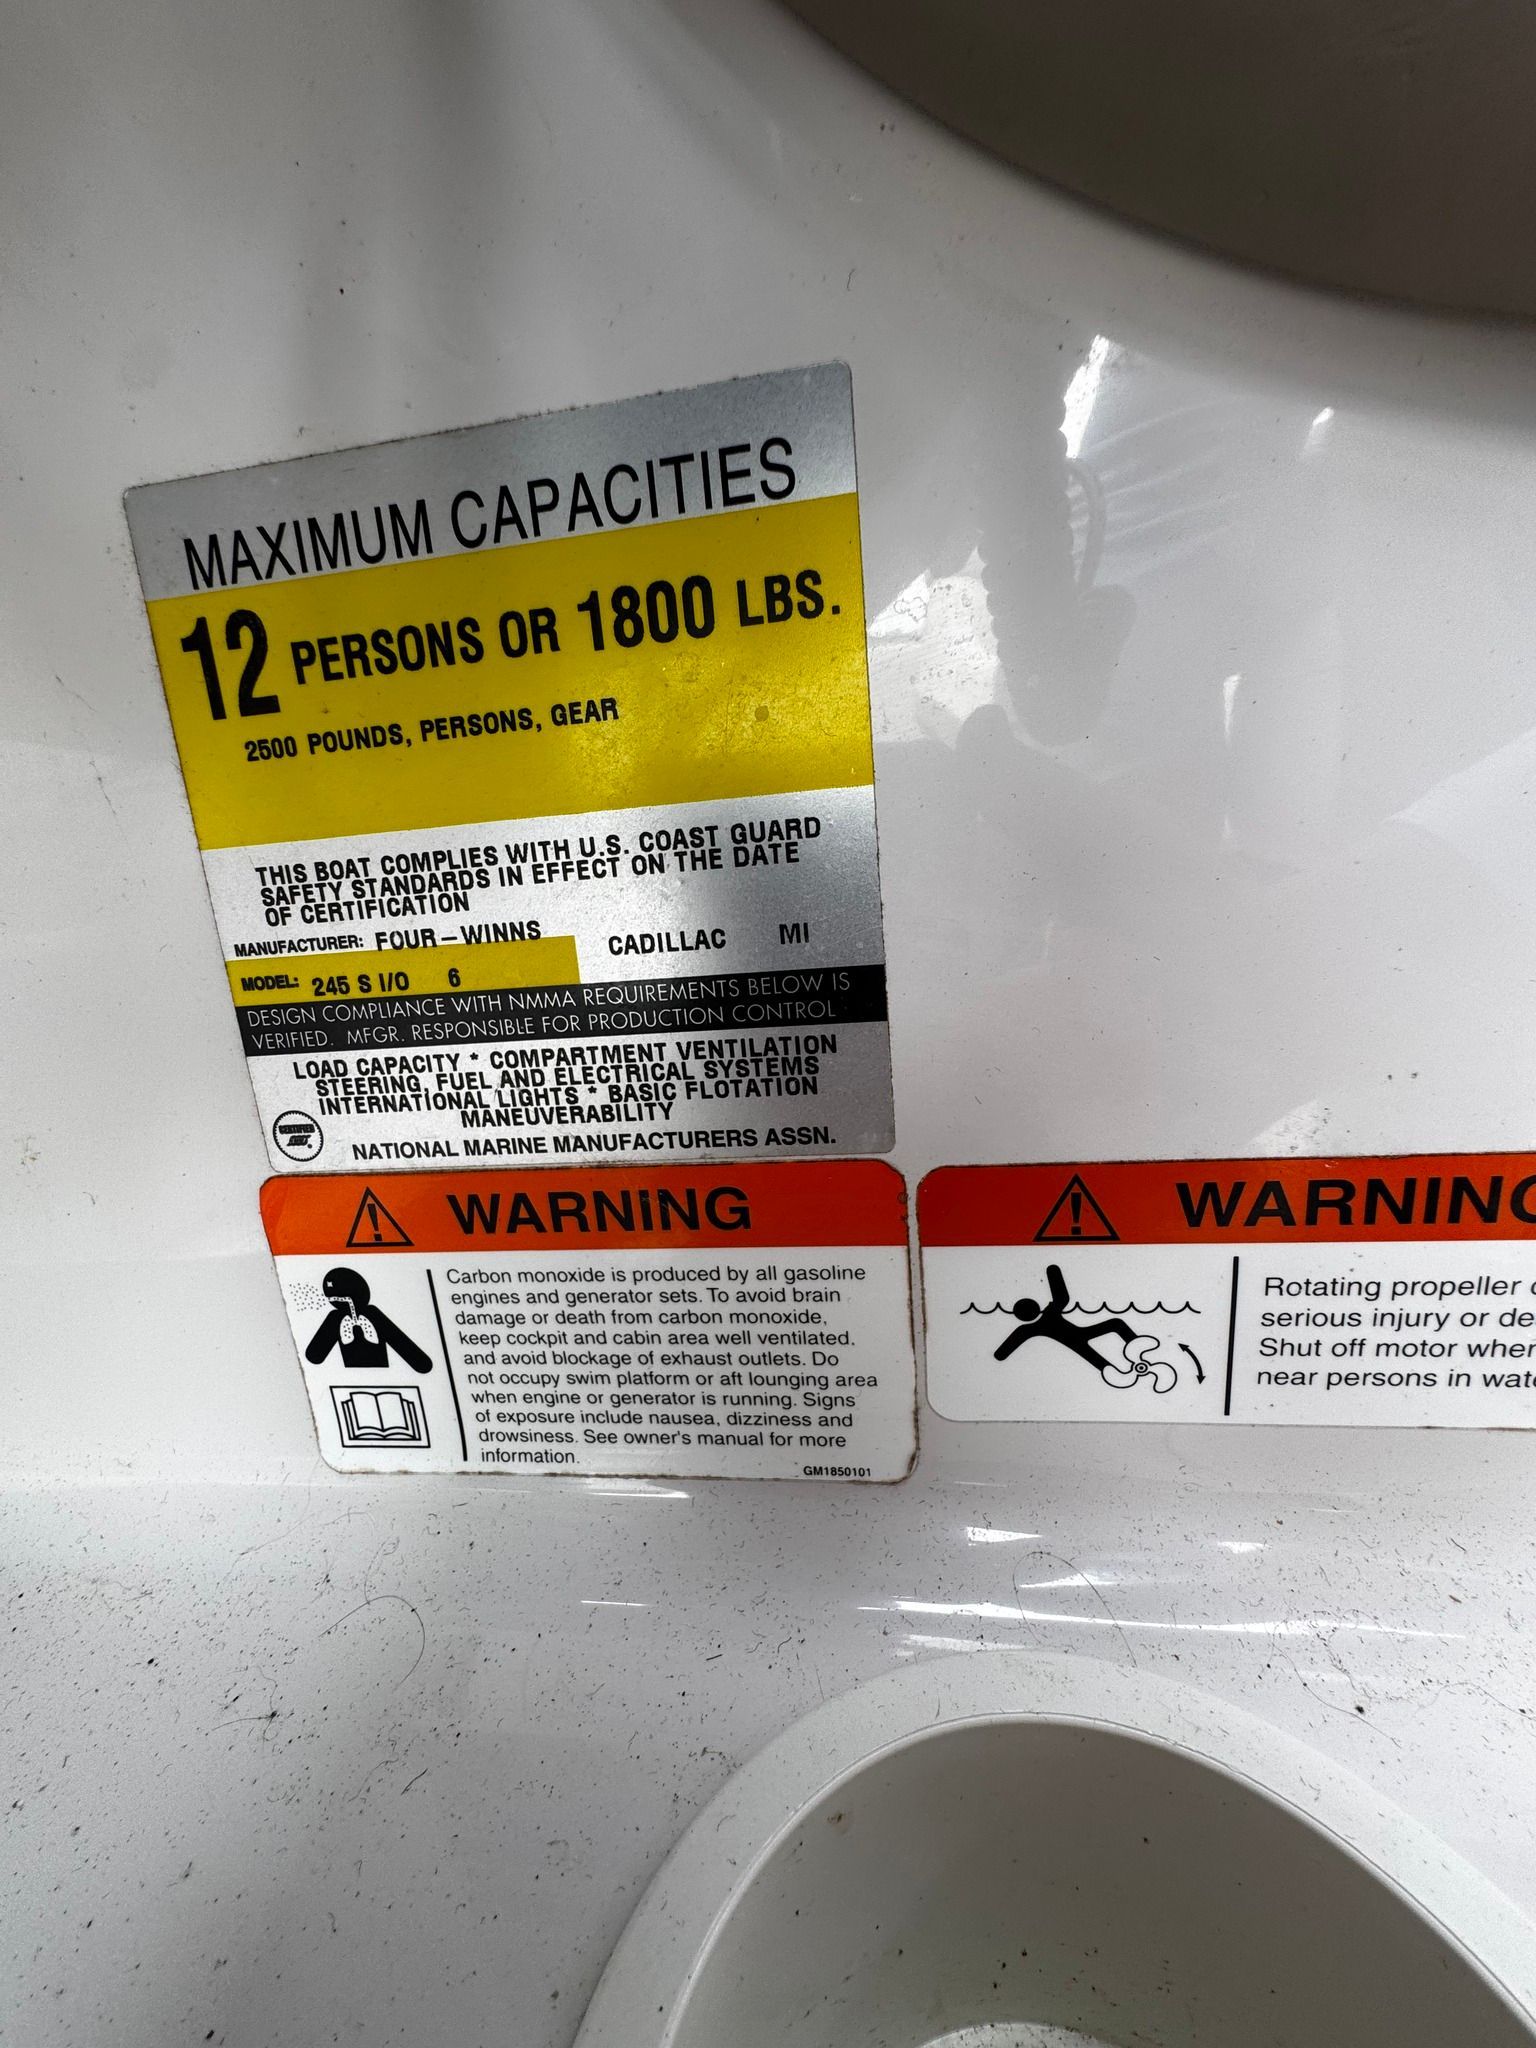 MAXIMUM CAPACITIES
12 PERSONS OR 1800 LBS.
2500 POUNDS, PERSONS, GEAR
THIS BOAT COMPLIES WITH U.S. COAST GUARD
SAFETY STANDARDS IN EFFECT ON THE DATE
OF CERTIFICATION
MANUFACTURER: FOUR-WINNS CADILLAC MI
MODEL: 245 S I/O 6
DESIGN COMPLIANCE WITH NMMA REQUIREMENTS BELOW IS
VERIFIED. MFGR. RESPONSIBLE FOR PRODUCTION CONTROL
LOAD CAPACITY * COMPARTMENT VENTILATION
STEERING, FUEL AND ELECTRICAL SYSTEMS
INTERNATIONAL LIGHTS * BASIC FLOTATION
MANEUVERABILITY
CERTIFIED
NATIONAL MARINE MANUFACTURERS ASSN.
WARNING
Carbon monoxide is produced by all gasoline
engines and generator sets. To avoid brain
damage or death from carbon monoxide,
keep cockpit and cabin area well ventilated,
and avoid blockage of exhaust outlets. Do
not occupy swim platform or aft lounging area
when engine or generator is running. Signs
of exposure include nausea, dizziness and
drowsiness. See owner's manual for more
information.
GM1850101
WARNING
Rotating propeller
serious injury or
Shut off motor
near persons in